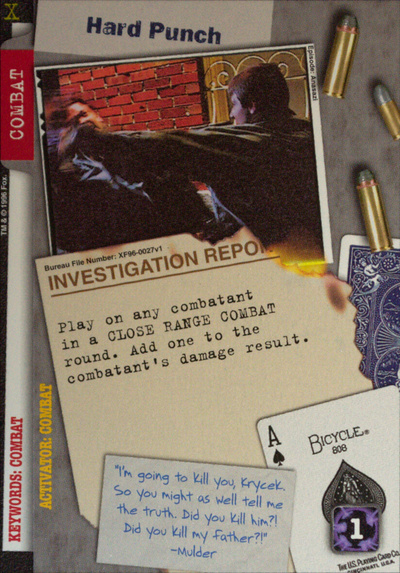 X
Hard Punch
COMBAT
Episode: Anasazi
TM & © 1996 Fox.
Bureau File Number: XF96-0027v1
INVESTIGATION REPO
Play on any combatant
in a CLOSE RANGE COMBAT
round. Add one to the
combatant's damage result.
KEYWORDS: COMBAT
ACTIVATOR: COMBAT
"I'm going to kill you, Krycek.
So you might as well tell me
the truth. Did you kill him?!
Did you kill my father?!"
~Mulder
A
BICYCLE®
808
1
THE U.S. PLAYING CARD CO.
CINCINNATI, U.S.A.